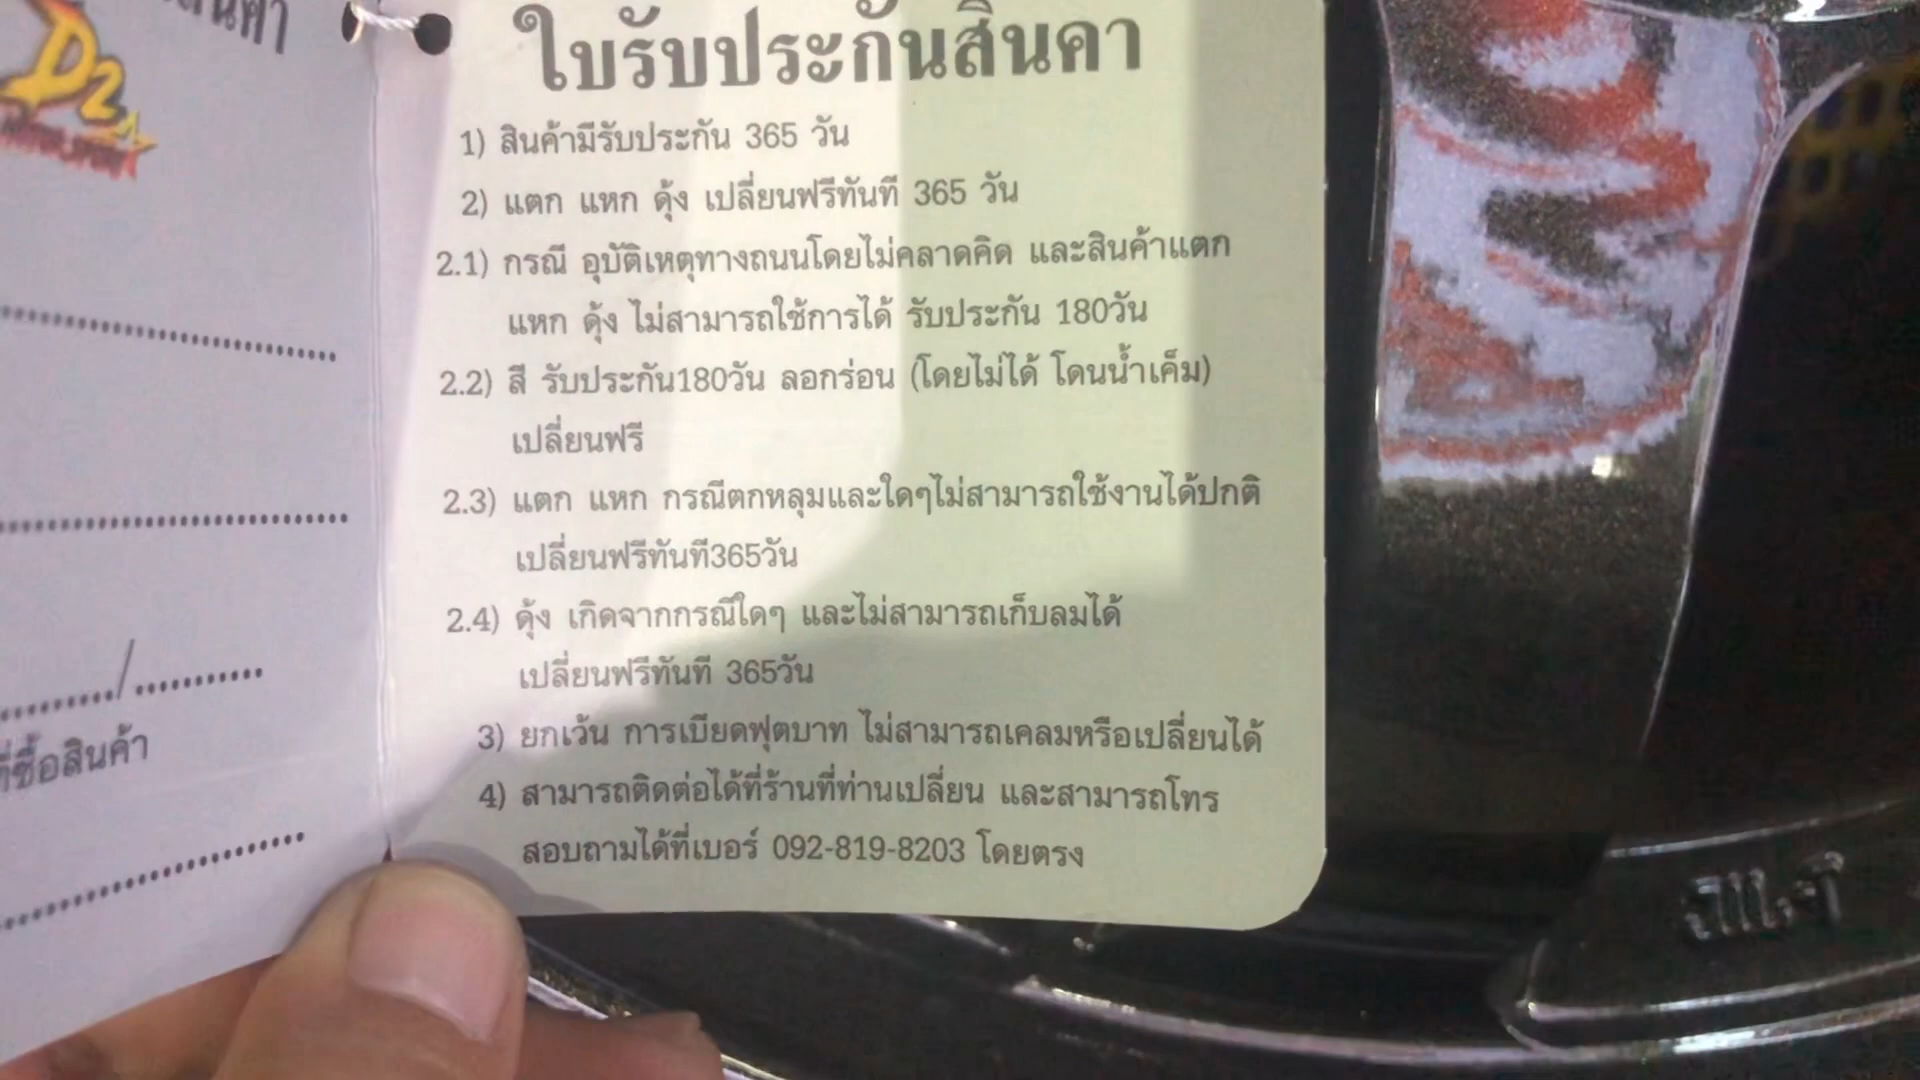 D2
ใบรับประกันสินค้า
1) สินค้ามีรับประกัน 365 วัน
2) แตก แหก ดุ้ง เปลี่ยนฟรีทันที 365 วัน
2.1) กรณี อุบัติเหตุทางถนนโดยไม่คลาดคิด และสินค้าแตก
แหก ดุ้ง ไม่สามารถใช้การได้ รับประกัน 180วัน
2.2) สี รับประกัน180วัน ลอกร่อน (โดยไม่ได้ โดนน้ำเค็ม)
เปลี่ยนฟรี
2.3) แตก แหก กรณีตกหลุมและใดๆไม่สามารถใช้งานได้ปกติ
เปลี่ยนฟรีทันที365วัน
2.4) ดุ้ง เกิดจากกรณีใดๆ และไม่สามารถเก็บลมได้
เปลี่ยนฟรีทันที 365วัน
3) ยกเว้น การเบียดฟุตบาท ไม่สามารถเคลมหรือเปลี่ยนได้
4) สามารถติดต่อได้ที่ร้านที่ท่านเปลี่ยน และสามารถโทร
สอบถามได้ที่เบอร์ 092-819-8203 โดยตรง
ที่ซื้อสินค้า